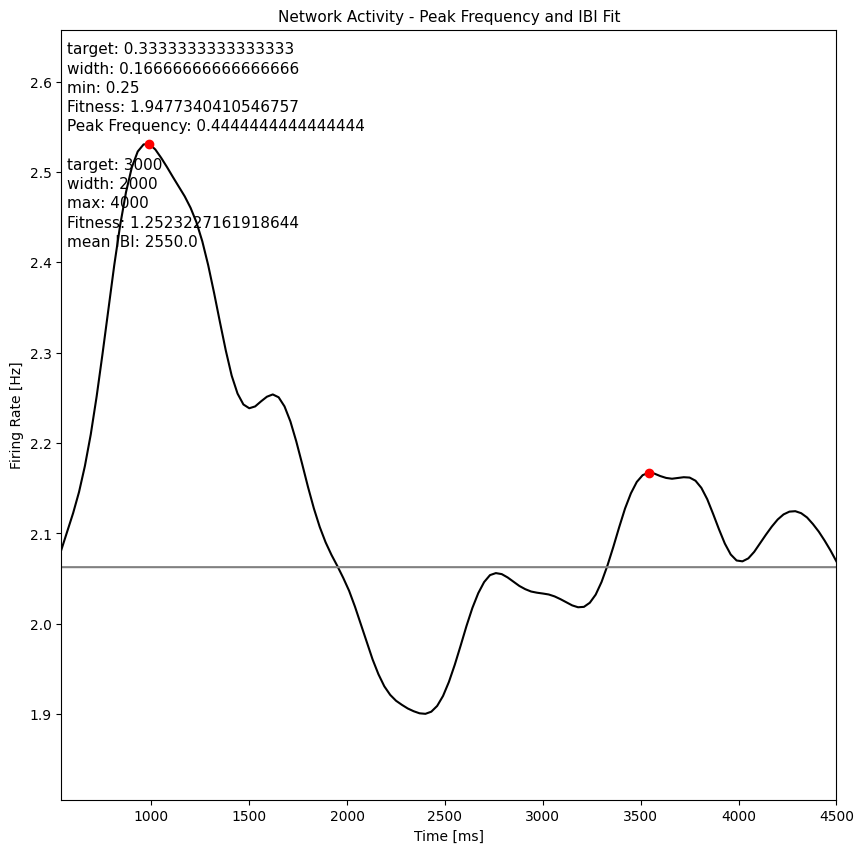 Network Activity - Peak Frequency and IBI Fit
target: 0.3333333333333333
width: 0.16666666666666666
min: 0.25
Fitness: 1.9477340410546757
Peak Frequency: 0.4444444444444444
target: 3000
width: 2000
max: 4000
Fitness: 1.2523227161918644
mean IBI: 2550.0
2.6
2.5
2.4
2.3
2.2
2.1
2.0
1.9
Firing Rate [Hz]
1000 1500 2000 2500 3000 3500 4000 4500
Time [ms]